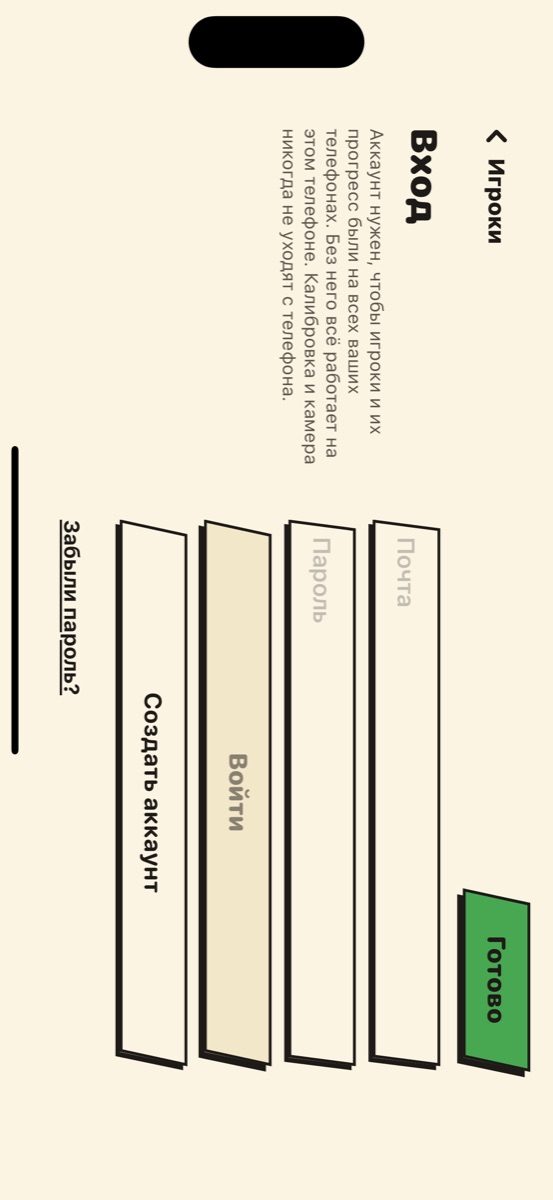 Игроки
Готово
Вход
Аккаунт нужен, чтобы игроки и их
прогресс были на всех ваших
телефонах. Без него всё работает на
этом телефоне. Калибровка и камера
никогда не уходят с телефона.
Почта
Пароль
Войти
Создать аккаунт
Забыли пароль?